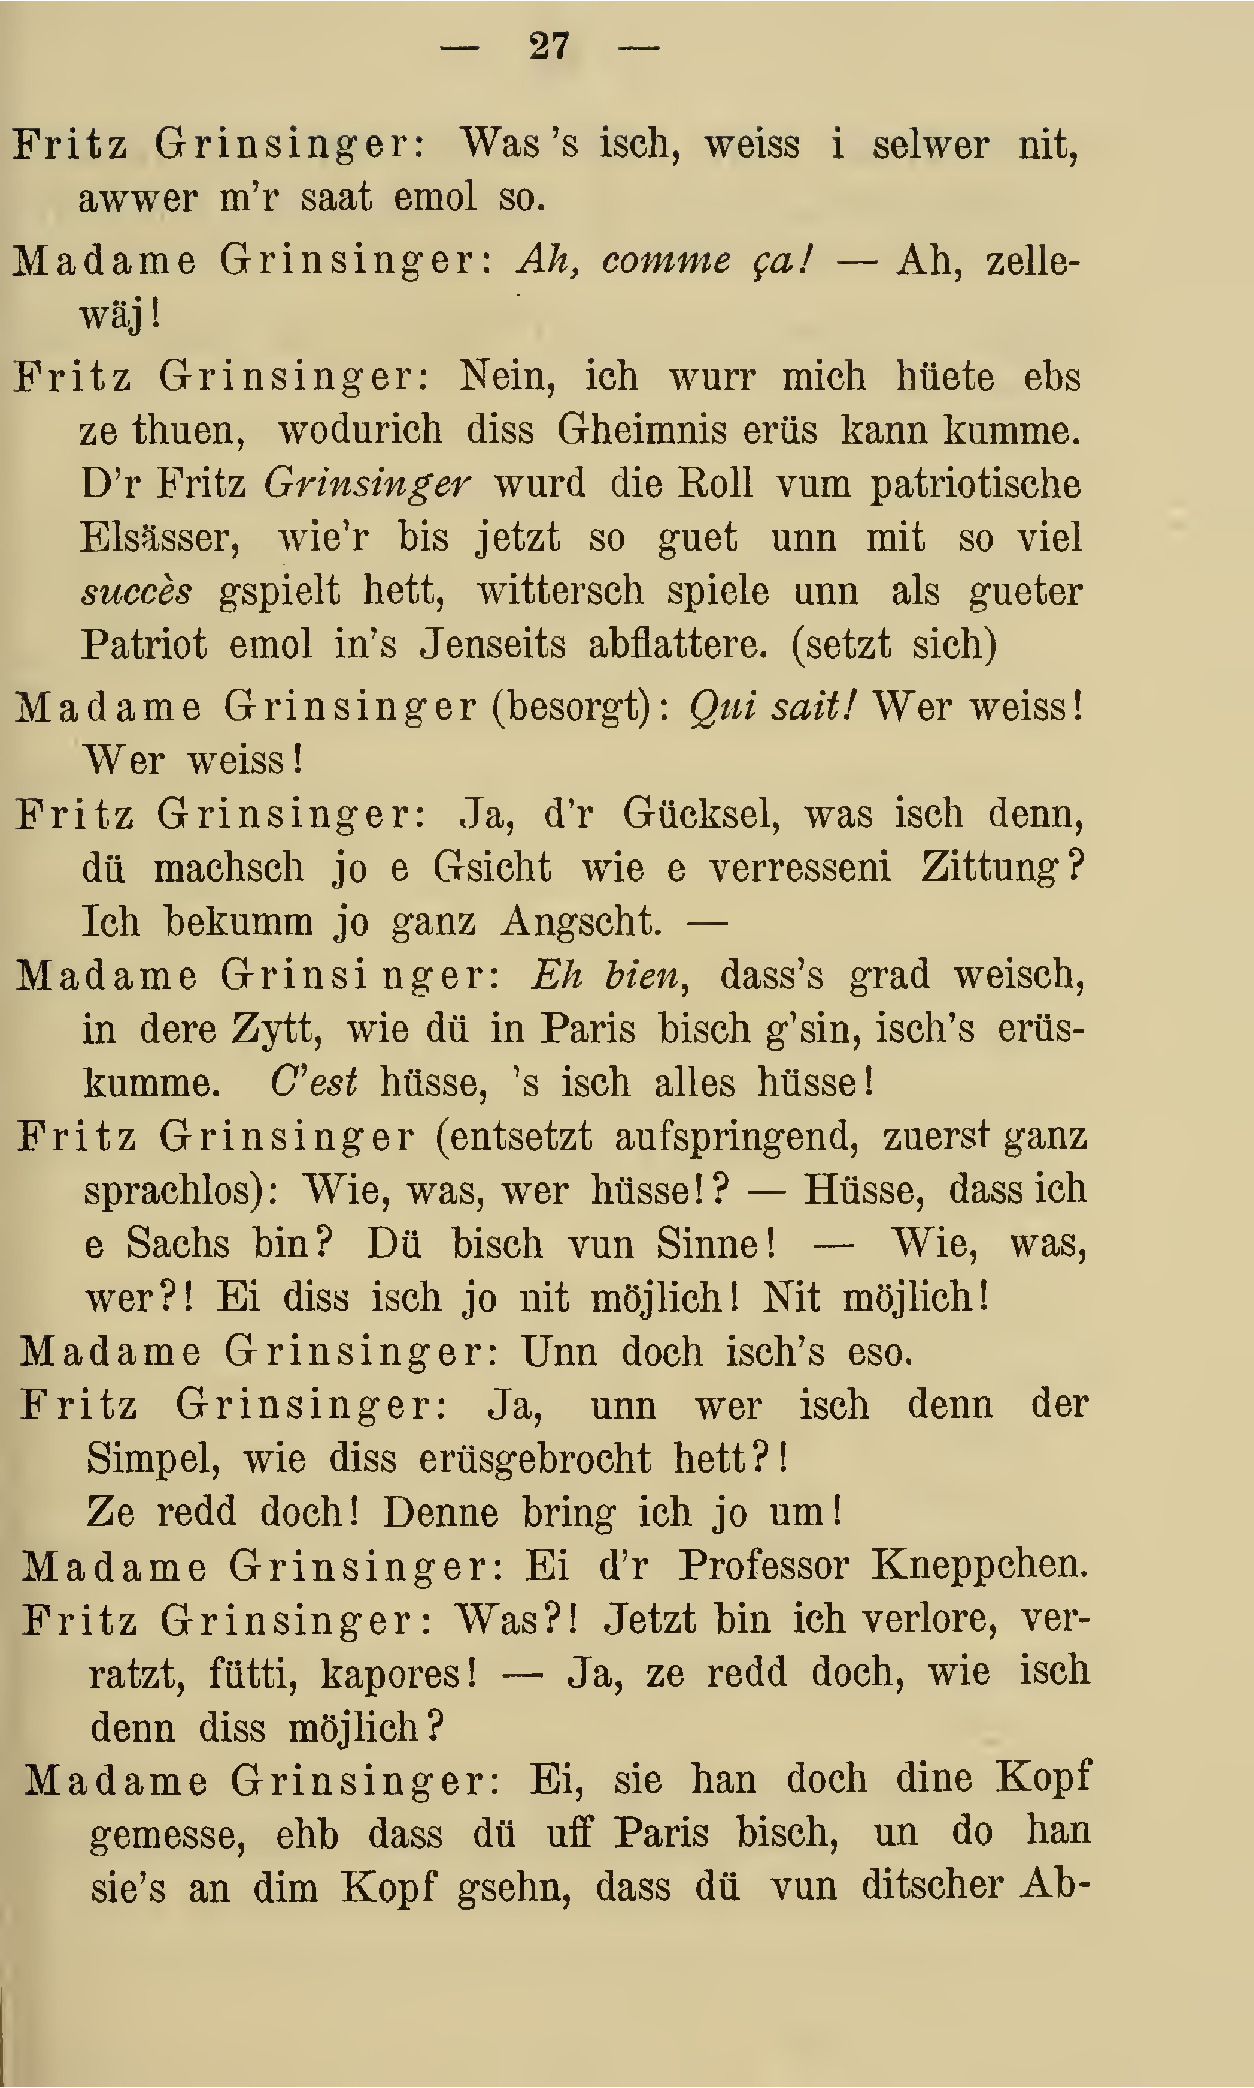 — 27 —
Fritz Grinsinger: Was 's isch, weiss i selwer nit,
awwer m'r saat emol so.
Madame Grinsinger: Ah, comme ça! — Ah, zelle-
wäj!
Fritz Grinsinger: Nein, ich wurr mich hüete ebs
ze thuen, wodurich diss Gheimnis erüs kann kumme.
D'r Fritz Grinsinger wurd die Roll vum patriotische
Elsässer, wie'r bis jetzt so guet unn mit so viel
succès gspielt hett, wittersch spiele unn als gueter
Patriot emol in's Jenseits abflattere. (setzt sich)
Madame Grinsinger (besorgt): Qui sait! Wer weiss!
Wer weiss!
Fritz Grinsinger: Ja, d'r Gücksel, was isch denn,
dü machsch jo e Gsicht wie e verresseni Zittung?
Ich bekumm jo ganz Angscht. —
Madame Grinsinger: Eh bien, dass's grad weisch,
in dere Zytt, wie dü in Paris bisch g'sin, isch's erüs-
kumme. C'est hüsse, 's isch alles hüsse!
Fritz Grinsinger (entsetzt aufspringend, zuerst ganz
sprachlos): Wie, was, wer hüsse!? — Hüsse, dass ich
e Sachs bin? Dü bisch vun Sinne! — Wie, was,
wer?! Ei diss isch jo nit möjlich! Nit möjlich!
Madame Grinsinger: Unn doch isch's eso.
Fritz Grinsinger: Ja, unn wer isch denn der
Simpel, wie diss erüsgebrocht hett?!
Ze redd doch! Denne bring ich jo um!
Madame Grinsinger: Ei d'r Professor Kneppchen.
Fritz Grinsinger: Was?! Jetzt bin ich verlore, ver-
ratzt, fütti, kapores! — Ja, ze redd doch, wie isch
denn diss möjlich?
Madame Grinsinger: Ei, sie han doch dine Kopf
gemesse, ehb dass dü uff Paris bisch, un do han
sie's an dim Kopf gsehn, dass dü vun ditscher Ab-